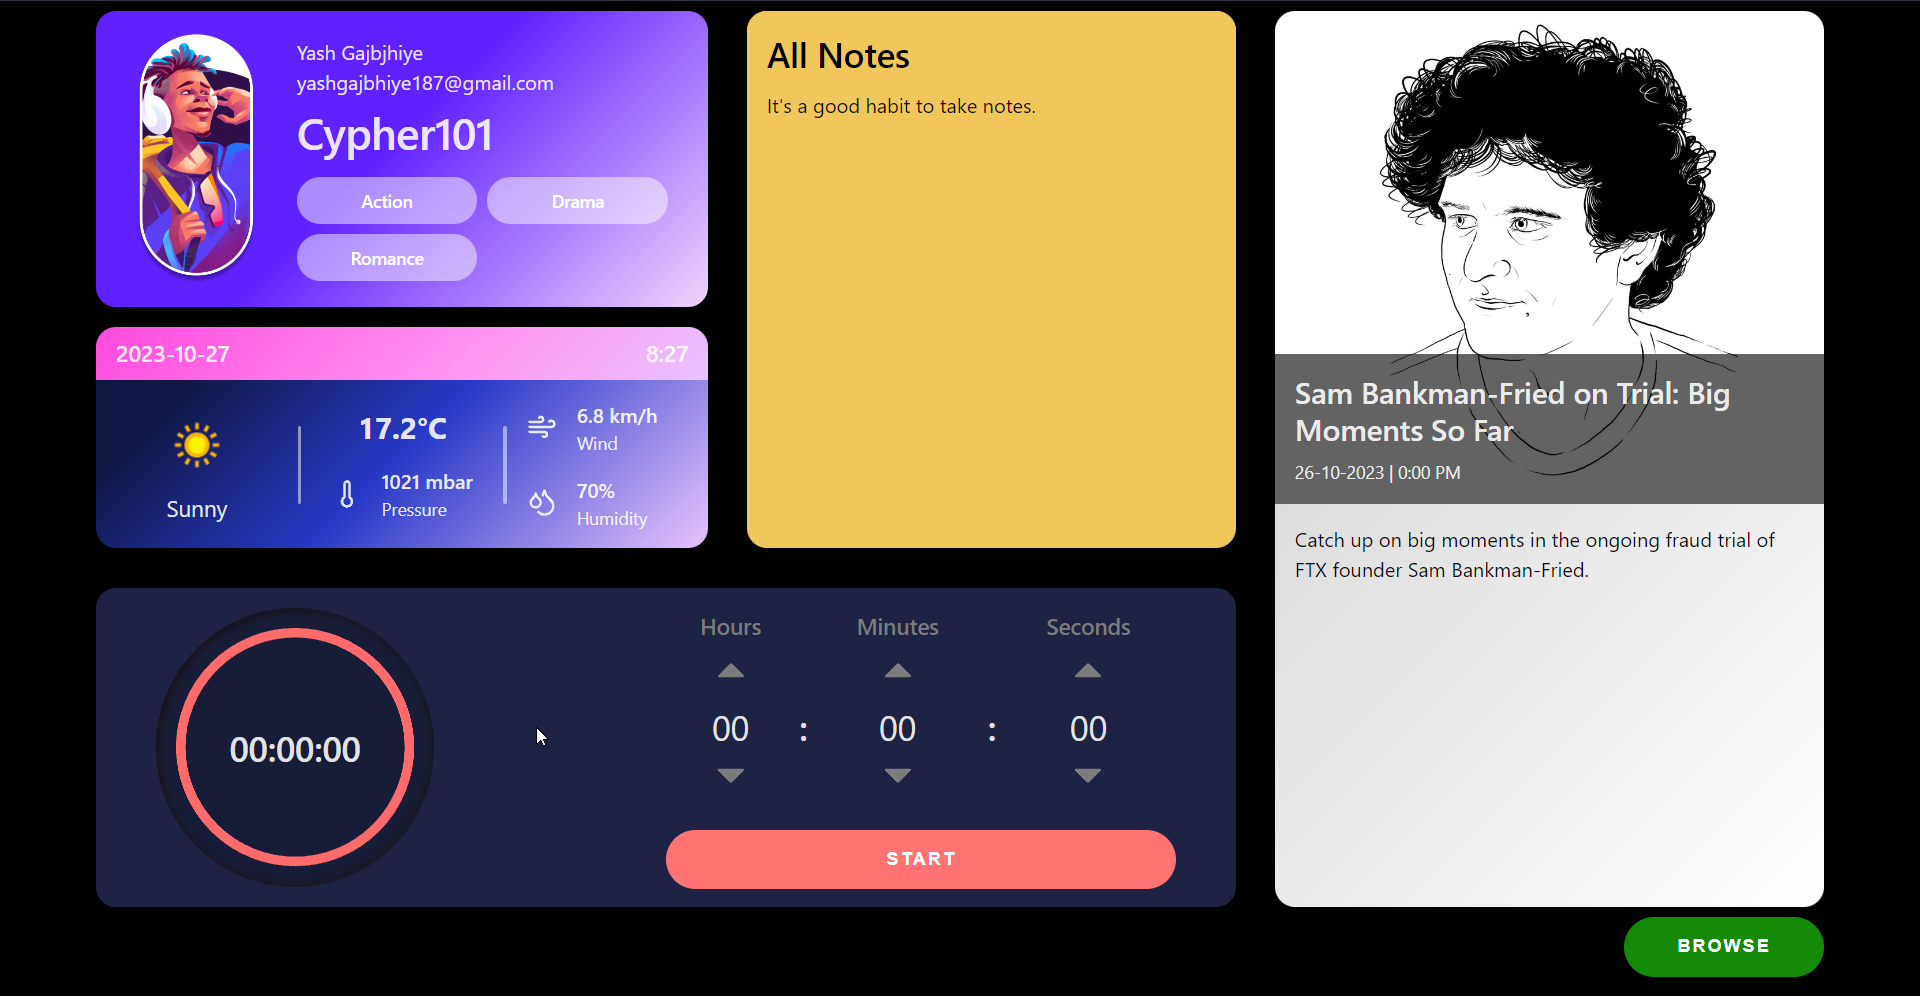 Yash Gajbjhiye
yashgajbhiye187@gmail.com
Cypher101
Action
Drama
Romance
2023-10-27
8:27
Sunny
17.2°C
1021 mbar
Pressure
6.8 km/h
Wind
70%
Humidity
All Notes
It's a good habit to take notes.
00:00:00
Hours
Minutes
Seconds
00 : 00 : 00
START
Sam Bankman-Fried on Trial: Big
Moments So Far
26-10-2023 | 0:00 PM
Catch up on big moments in the ongoing fraud trial of
FTX founder Sam Bankman-Fried.
BROWSE